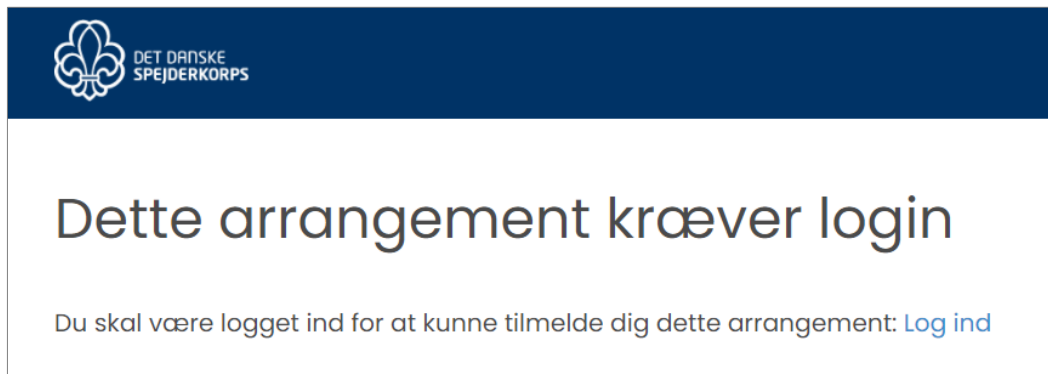 DET DANSKE
SPEJDERKORPS
Dette arrangement kræver login
Du skal være logget ind for at kunne tilmelde dig dette arrangement: Log ind